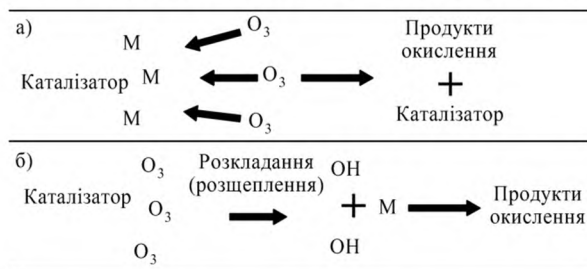 а)
М
O₃
Продукти
окислення
Каталізатор
М
O₃
+
Каталізатор
М
O₃
б)
O₃
Розкладання
(розщеплення)
OH
Каталізатор
O₃
+
М
Продукти
окислення
O₃
OH